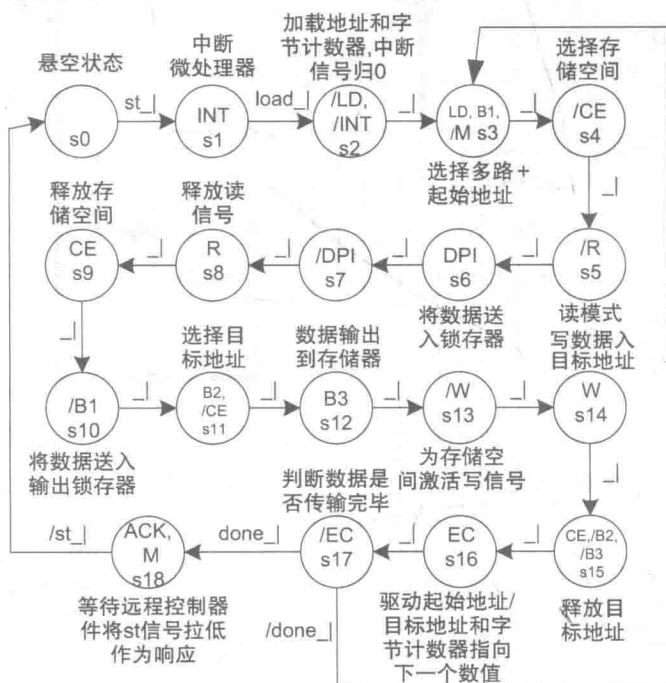 悬空状态
s0
st_|
中断
微处理器
INT
s1
load_|
加载地址和字
节计数器,中断
信号归0
/LD,
/INT
s2
_|
LD, B1,
/M s3
选择多路+
起始地址
_|
选择存
储空间
/CE
s4
_|
释放存
储空间
CE
s9
_|
释放读
信号
R
s8
_|
/DPI
s7
_|
DPI
s6
将数据送
入锁存器
_|
/R
s5
读模式
_|
/B1
s10
将数据送入
输出锁存器
_|
选择目
标地址
B2,
/CE
s11
_|
数据输出
到存储器
B3
s12
_|
/W
s13
为存储空
间激活写信号
_|
写数据入
目标地址
W
s14
_|
/st_|
ACK,
M
s18
等待远程控制器
件将st信号拉低
作为响应
done_|
判断数据是
否传输完毕
/EC
s17
/done_|
_|
EC
s16
驱动起始地址/
目标地址和字
节计数器指向
下一个数值
_|
CE,/B2,
/B3
s15
释放目
标地址